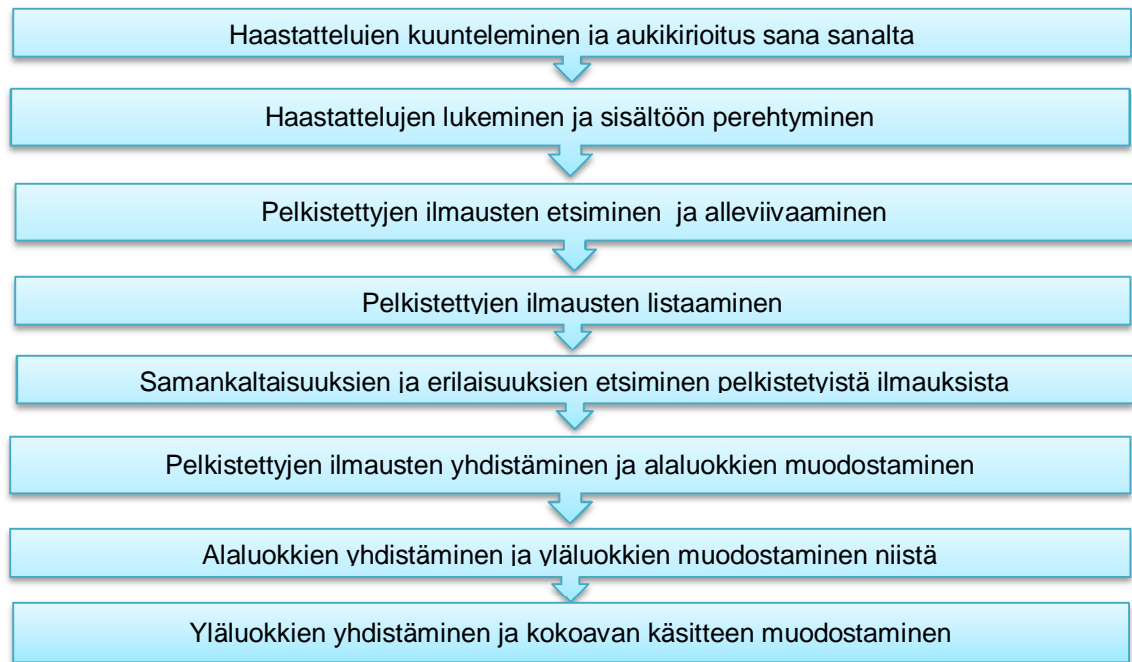 Haastattelujen kuunteleminen ja aukikirjoitus sana sanalta
Haastattelujen lukeminen ja sisältöön perehtyminen
Pelkistettyjen ilmausten etsiminen ja alleviivaaminen
Pelkistettyjen ilmausten listaaminen
Samankaltaisuuksien ja erilaisuuksien etsiminen pelkistetyistä ilmauksista
Pelkistettyjen ilmausten yhdistäminen ja alaluokkien muodostaminen
Alaluokkien yhdistäminen ja yläluokkien muodostaminen niistä
Yläluokkien yhdistäminen ja kokoavan käsitteen muodostaminen